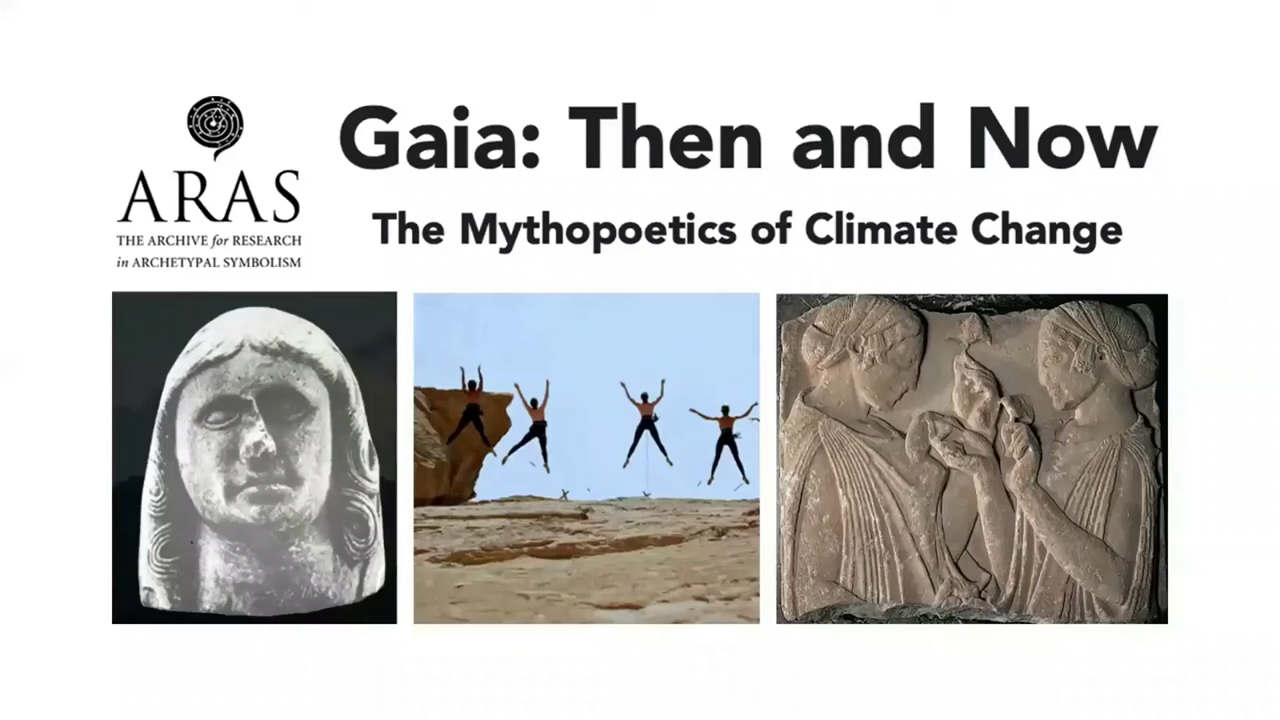 Gaia: Then and Now
The Mythopoetics of Climate Change
ARAS
THE ARCHIVE for RESEARCH
in ARCHETYPAL SYMBOLISM